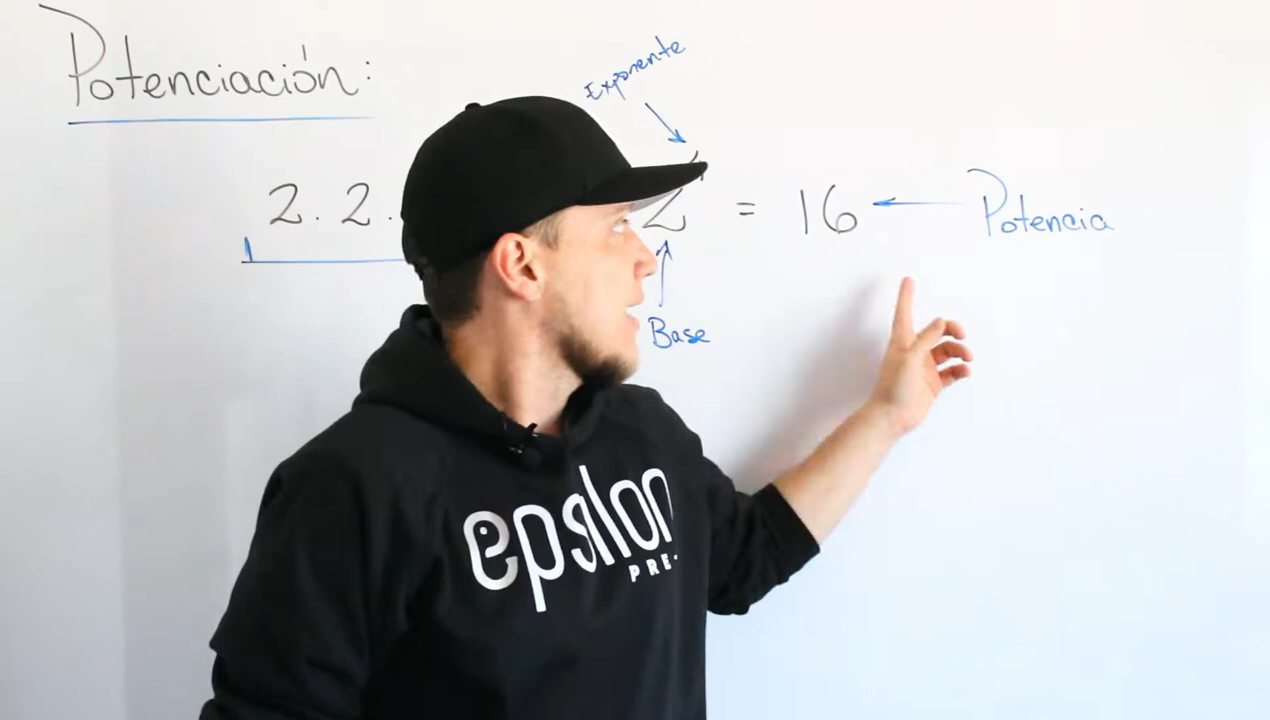 Potenciación:
Exponente
2 . 2 . 2 = 16 ← Potencia
Base
epsilon
PRE-